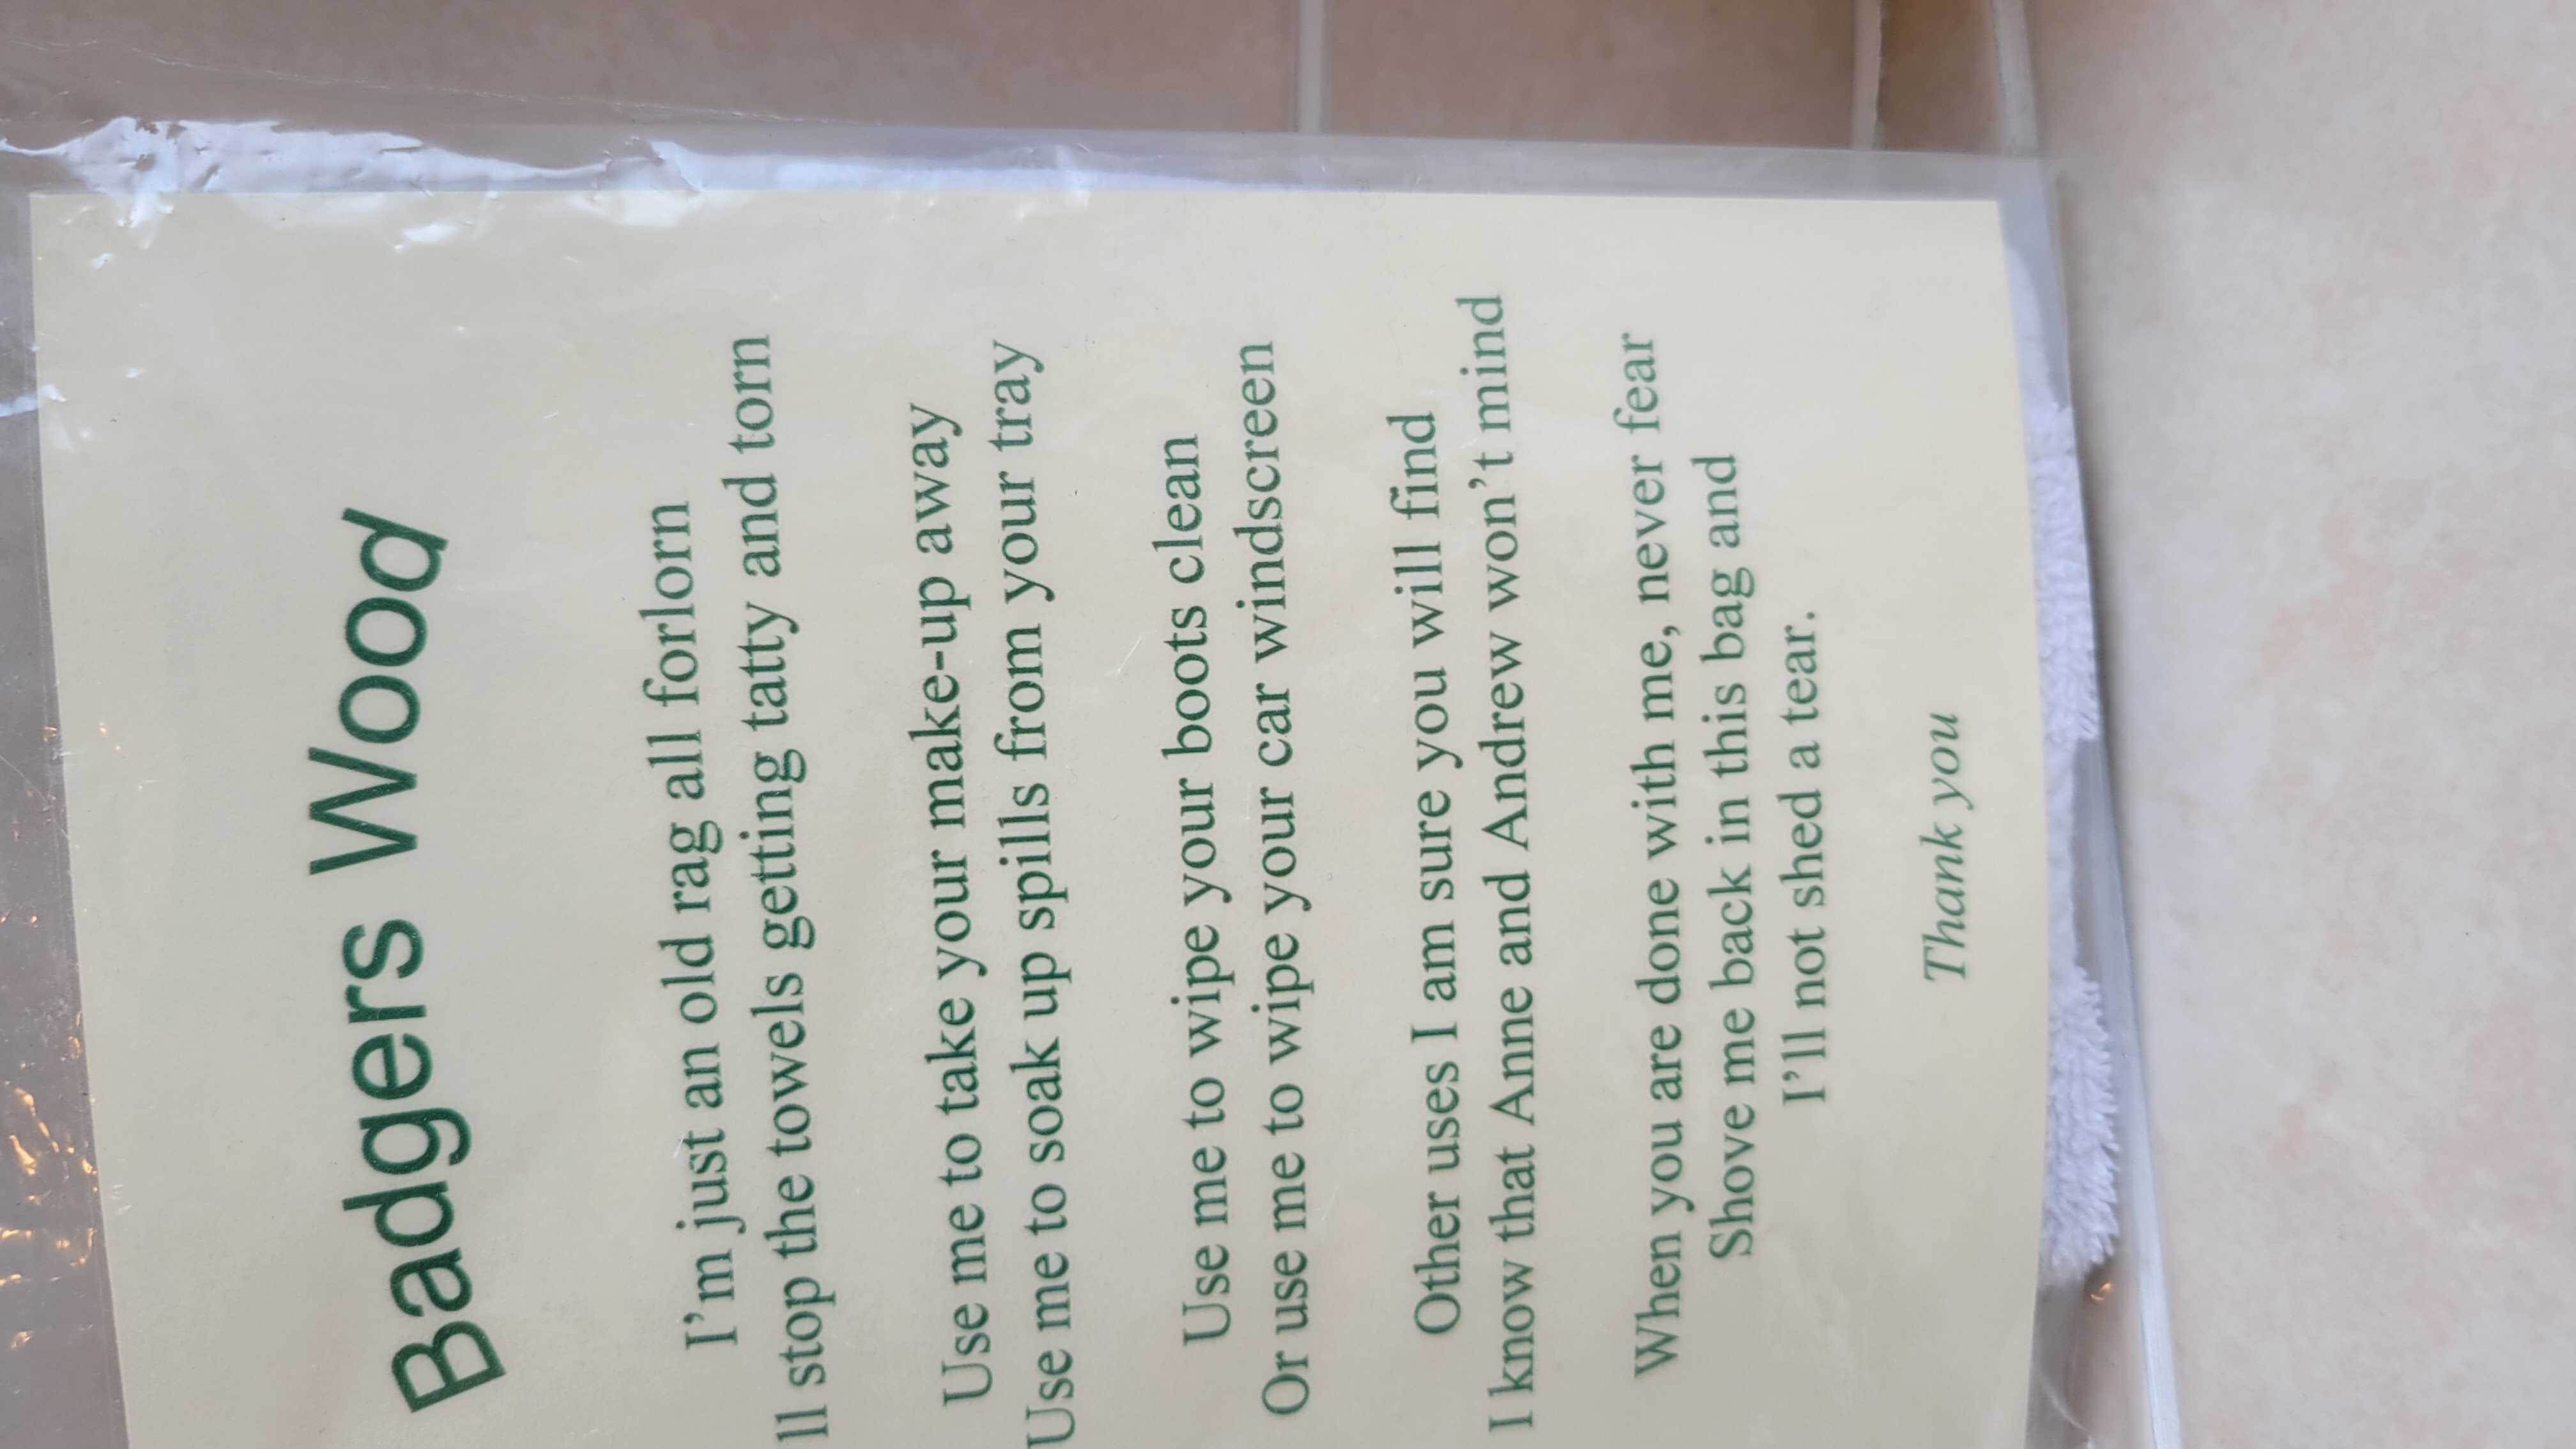 Badgers Wood
I'm just an old rag all forlorn
ll stop the towels getting tatty and torn
Use me to take your make-up away
Use me to soak up spills from your tray
Use me to wipe your boots clean
Or use me to wipe your car windscreen
Other uses I am sure you will find
I know that Anne and Andrew won't mind
When you are done with me, never fear
Shove me back in this bag and
I'll not shed a tear.
Thank you